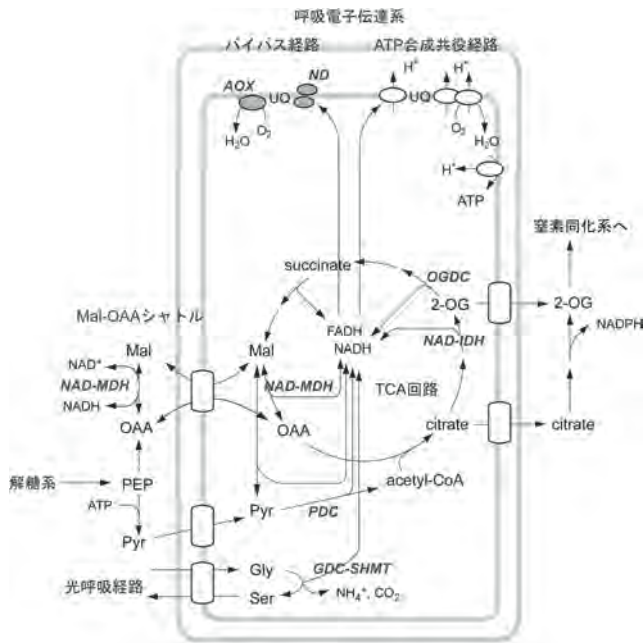 呼吸電子伝達系
バイパス経路
ATP合成共役経路
AOX
UQ
ND
H⁺
UQ
H⁺
H₂O
O₂
O₂
H₂O
H⁺
ATP
窒素同化系へ
succinate
OGDC
2-OG
2-OG
NADPH
Mal-OAAシャトル
FADH
NADH
NAD-IDH
Mal
Mal
NAD⁺
NAD-MDH
NADH
NAD-MDH
TCA回路
OAA
OAA
citrate
citrate
解糖系
PEP
acetyl-CoA
ATP
Pyr
PDC
Pyr
Gly
GDC-SHMT
光呼吸経路
Ser
NH₄⁺, CO₂